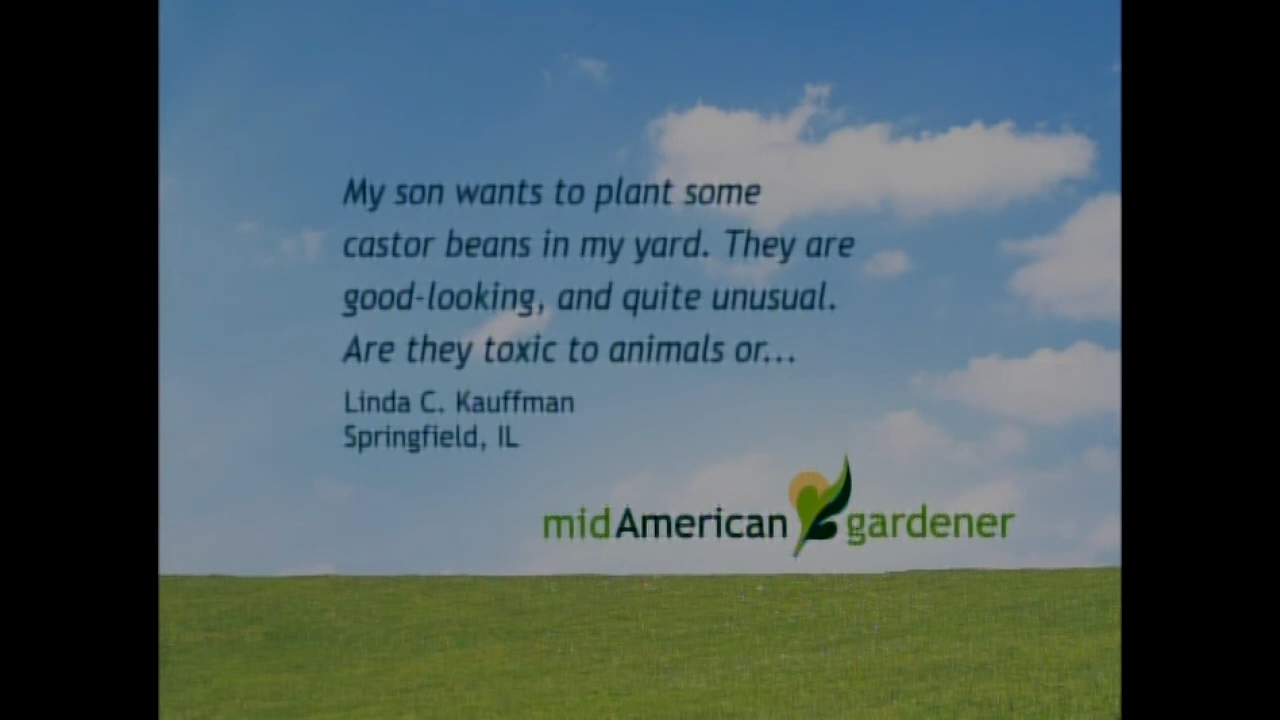 My son wants to plant some
castor beans in my yard. They are
good-looking, and quite unusual.
Are they toxic to animals or...
Linda C. Kauffman
Springfield, IL
midAmerican gardener